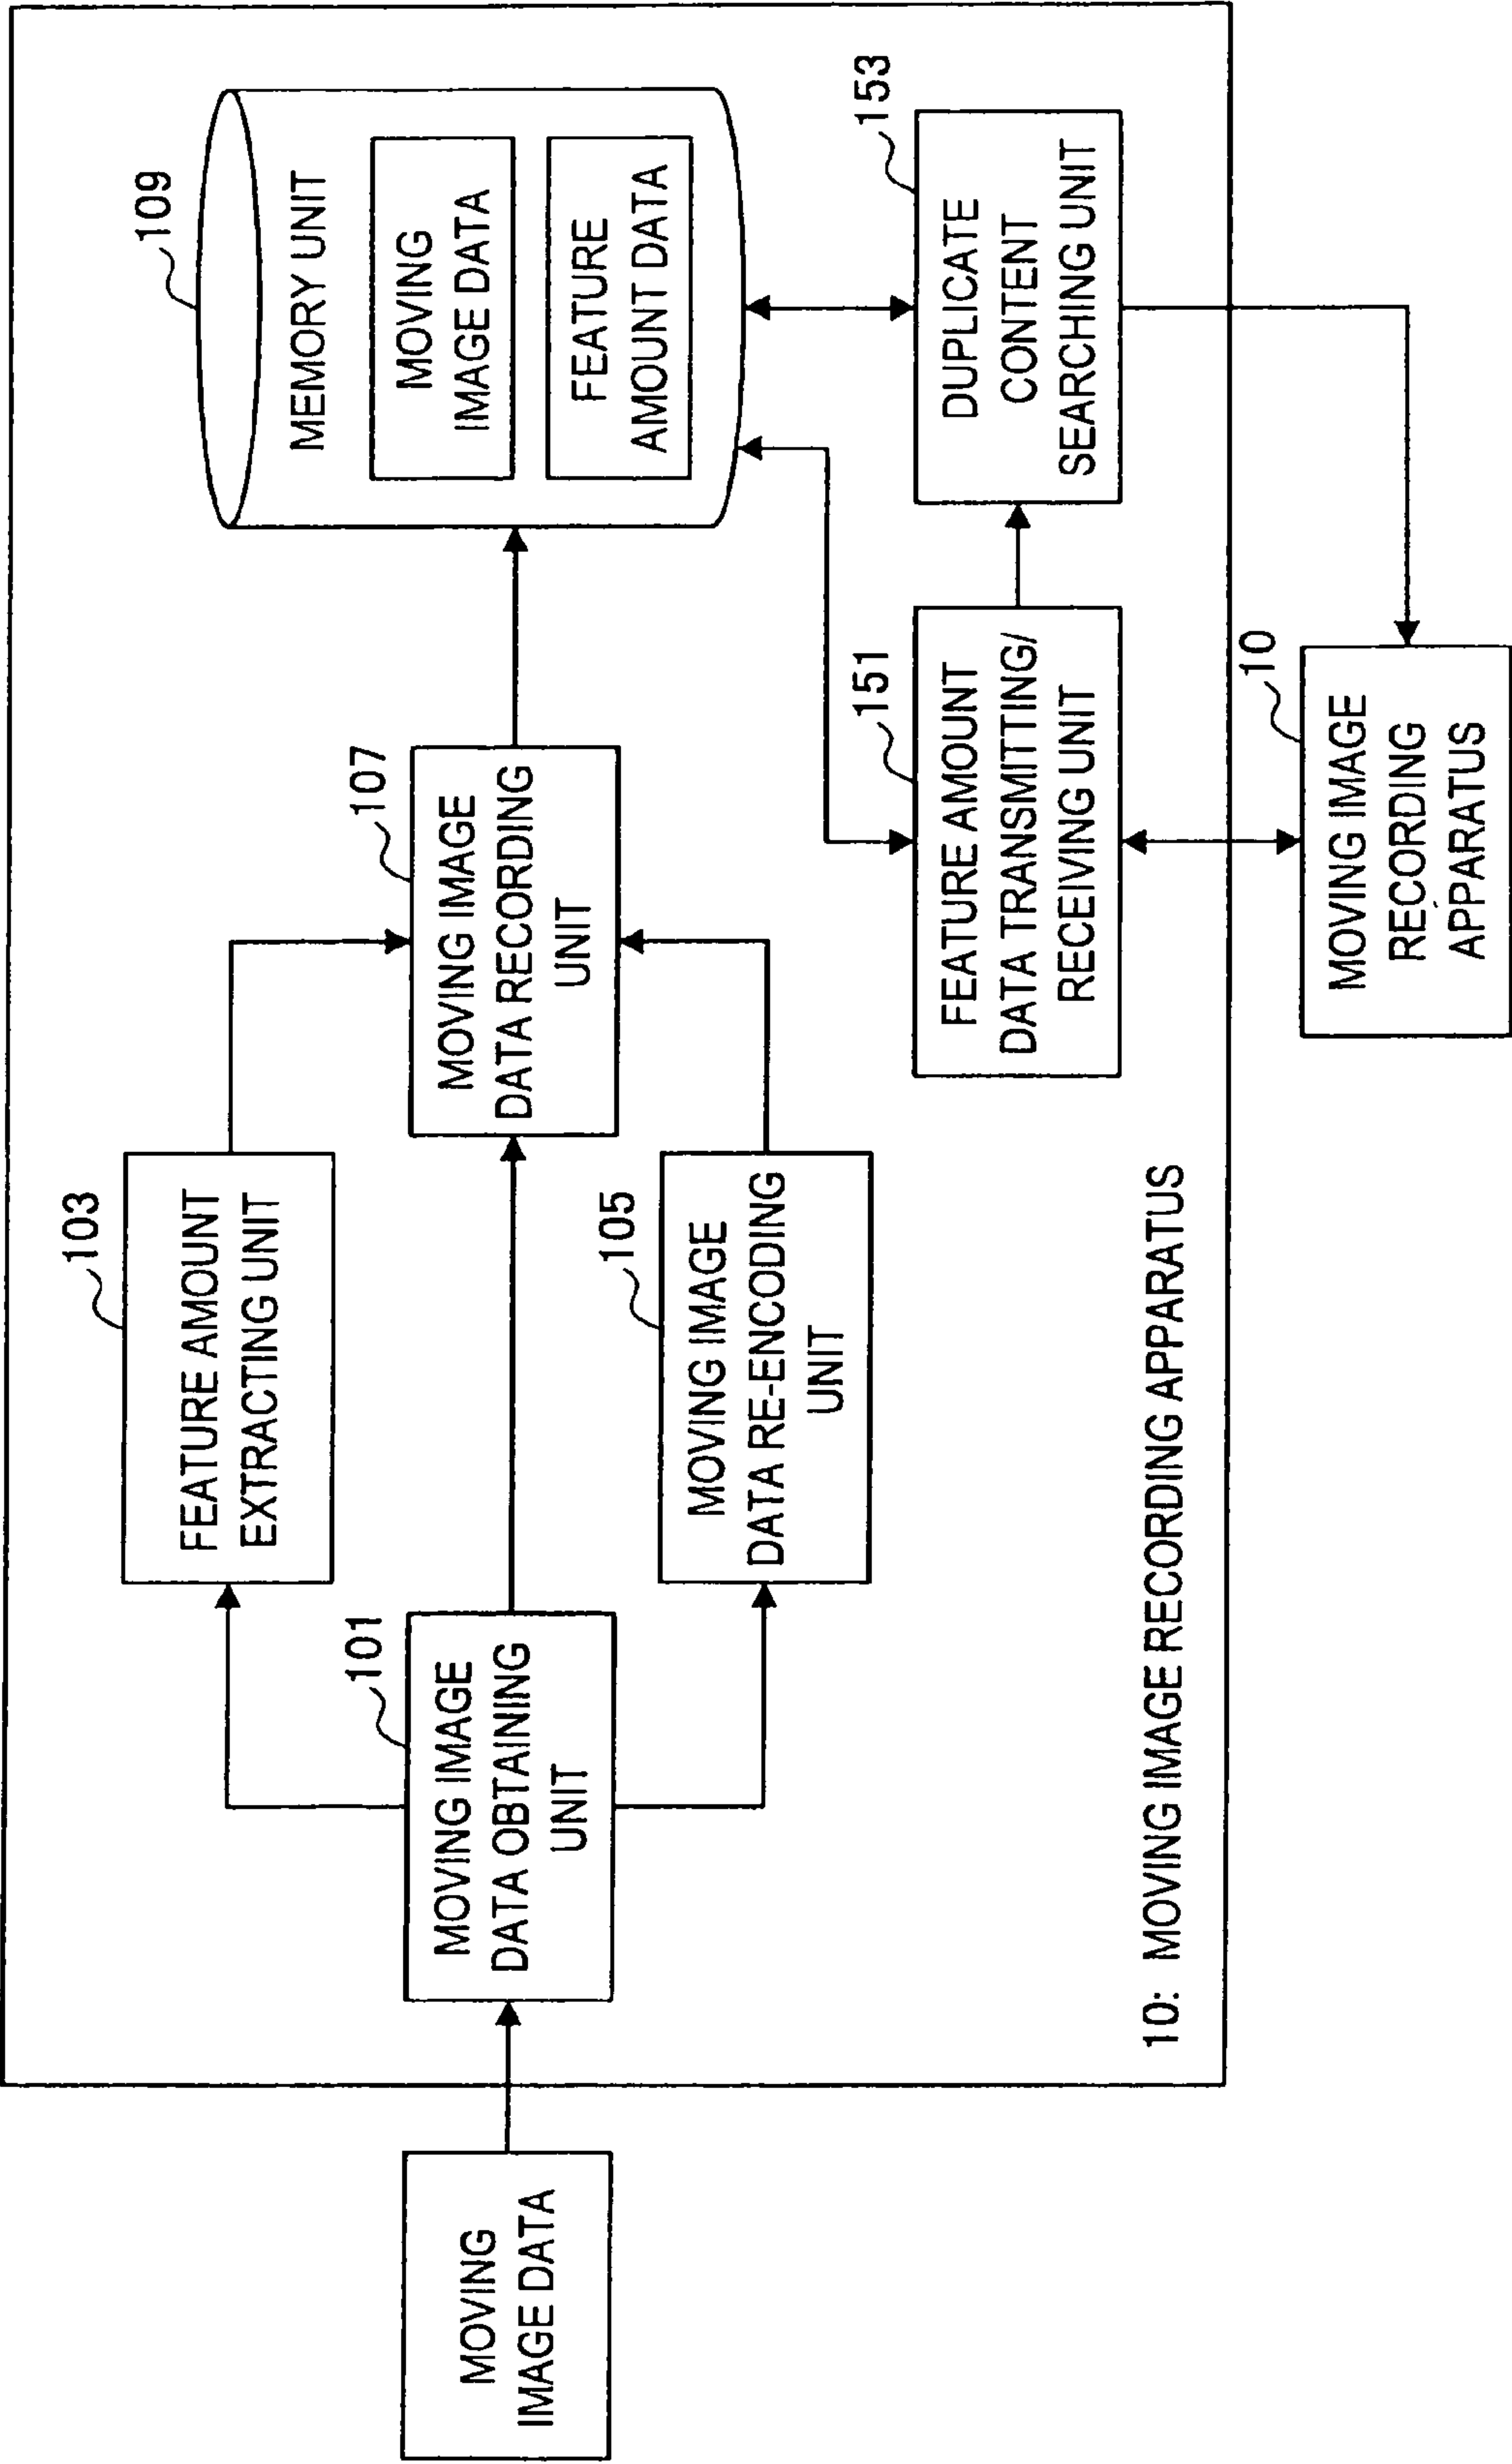 103
FEATURE AMOUNT
EXTRACTING UNIT
109
MEMORY UNIT
MOVING
IMAGE DATA
FEATURE
AMOUNT DATA
MOVING
IMAGE DATA
101
MOVING IMAGE
DATA OBTAINING
UNIT
107
MOVING IMAGE
DATA RECORDING
UNIT
105
MOVING IMAGE
DATA RE-ENCODING
UNIT
151
FEATURE AMOUNT
DATA TRANSMITTING/
RECEIVING UNIT
153
DUPLICATE
CONTENT
SEARCHING UNIT
10: MOVING IMAGE RECORDING APPARATUS
10
MOVING IMAGE
RECORDING
APPARATUS